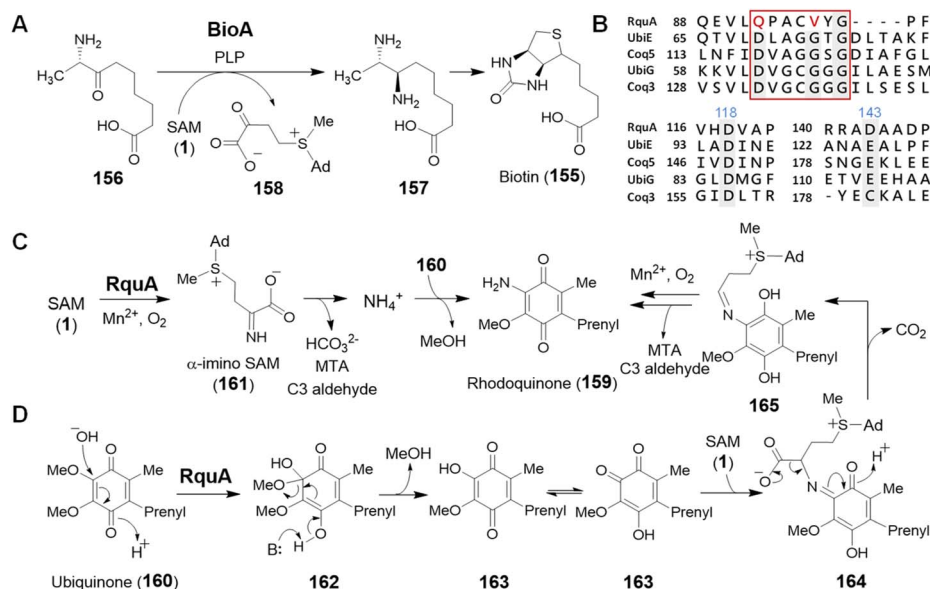 A
BioA
PLP
NH₂
H₃C
O
HO
O
SAM
(1)
O
O
O⁻
Me
S⁺
Ad
NH₂
H₃C
NH₂
HO
O
S
HN
NH
O
HO
O
156
158
157
Biotin (155)
B
RquA 88 QEVLQPACVYG----PF
UbiE 65 QTVLDLAGGTGDLTAKF
Coq5 113 LNFIDVAGGTGDIAFGL
UbiG 58 KKVLDVGCGGGILAESM
Coq3 128 VSVLDVGCGGGILSESL
118 143
RquA 116 VHDVAP 140 RRADAADP
UbiE 93 LADINE 122 ANAEALPF
Coq5 146 IVDINP 178 SNGEKLEE
UbiG 83 GLDMGF 110 ETVEEHAA
Coq3 155 GIDLTR 178 -YECKALE
C
SAM
(1)
RquA
Mn²⁺, O₂
Ad
Me
S
+
O⁻
O
NH
α-imino SAM
(161)
HCO₃²⁻
MTA
C3 aldehyde
NH₄⁺
160
MeOH
O
H₂N
Me
MeO
Prenyl
O
Rhodoquinone (159)
Mn²⁺, O₂
MTA
C3 aldehyde
Me
S
+
Ad
N
OH
Me
MeO
Prenyl
OH
165
CO₂
D
⁻OH
O
MeO
Me
MeO
Prenyl
O
H⁺
Ubiquinone (160)
RquA
HO
O
MeO
Me
MeO
Prenyl
B:
H
O
162
MeOH
O
HO
Me
MeO
Prenyl
O
163
O
O
Me
MeO
Prenyl
OH
163
SAM
(1)
Me
S
+
Ad
O
⁻O
H⁺
N
O
Me
MeO
Prenyl
OH
164